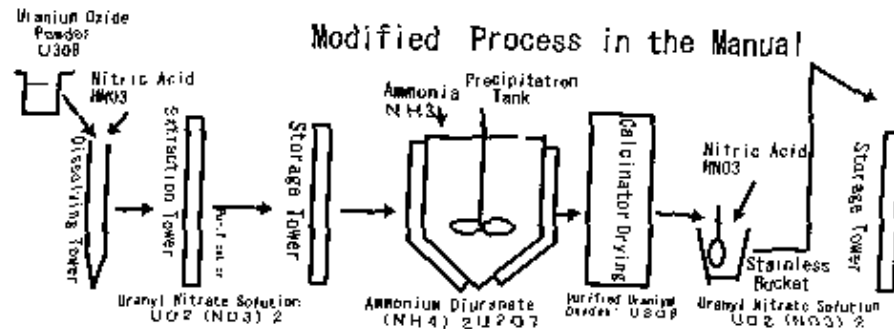 Uranium Oxide
Powder
U3O8
Modified Process in the Manual
Nitric Acid
HNO3
Dissolving Tower
Extraction Tower
Storage Tower
Ammonia
NH3
Precipitation
Tank
Calcinator Drying
Nitric Acid
HNO3
Stainless
Bucket
Storage Tower
Uranyl Nitrate Solution
UO2 (NO3) 2
Ammonium Diuranate
(NH4) 2U2O7
Purified Uranium
U3O8
Uranyl Nitrate Solution
UO2 (NO3) 2